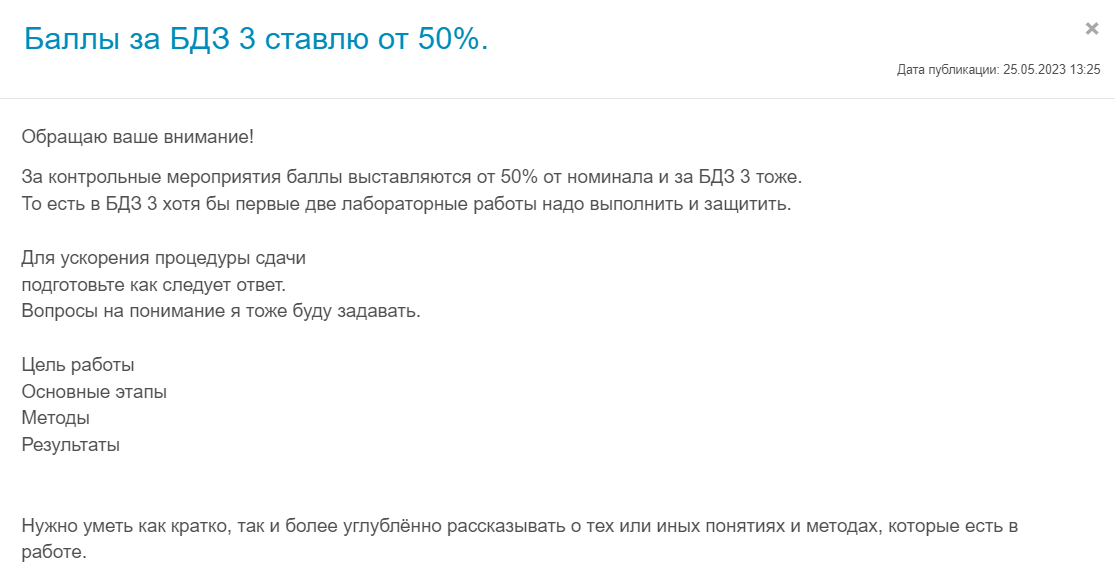 Баллы за БДЗ 3 ставлю от 50%.
Дата публикации: 25.05.2023 13:25
Обращаю ваше внимание!
За контрольные мероприятия баллы выставляются от 50% от номинала и за БДЗ 3 тоже.
То есть в БДЗ 3 хотя бы первые две лабораторные работы надо выполнить и защитить.
Для ускорения процедуры сдачи
подготовьте как следует ответ.
Вопросы на понимание я тоже буду задавать.
Цель работы
Основные этапы
Методы
Результаты
Нужно уметь как кратко, так и более углублённо рассказывать о тех или иных понятиях и методах, которые есть в
работе.